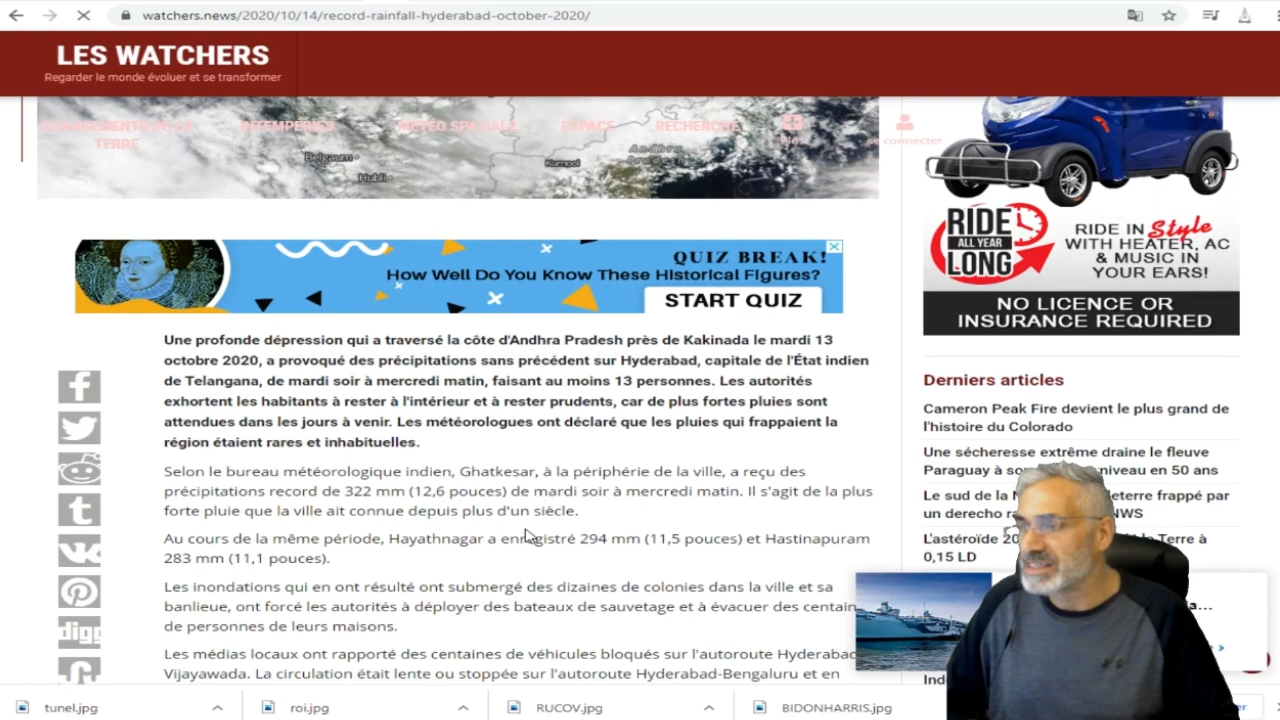 watchers.news/2020/10/14/record-rainfall-hyderabad-october-2020/
LES WATCHERS
Regarder le monde évoluer et se transformer
CHANGEMENTS DE LA TERRE
INTEMPÉRIES
MÉTÉO SPATIALE
ESPACE
RECHERCHE
Plus
se connecter
Belgaum
Hubli
Kurnool
Andhra
QUIZ BREAK!
How Well Do You Know These Historical Figures?
START QUIZ
RIDE
ALL YEAR
LONG
RIDE IN Style
WITH HEATER, AC
& MUSIC IN
YOUR EARS!
NO LICENCE OR
INSURANCE REQUIRED
Une profonde dépression qui a traversé la côte d'Andhra Pradesh près de Kakinada le mardi 13
octobre 2020, a provoqué des précipitations sans précédent sur Hyderabad, capitale de l'État indien
de Telangana, de mardi soir à mercredi matin, faisant au moins 13 personnes. Les autorités
exhortent les habitants à rester à l'intérieur et à rester prudents, car de plus fortes pluies sont
attendues dans les jours à venir. Les météorologues ont déclaré que les pluies qui frappaient la
région étaient rares et inhabituelles.
Selon le bureau météorologique indien, Ghatkesar, à la périphérie de la ville, a reçu des
précipitations record de 322 mm (12,6 pouces) de mardi soir à mercredi matin. Il s'agit de la plus
forte pluie que la ville ait connue depuis plus d'un siècle.
Au cours de la même période, Hayathnagar a enregistré 294 mm (11,5 pouces) et Hastinapuram
283 mm (11,1 pouces).
Les inondations qui en ont résulté ont submergé des dizaines de colonies dans la ville et sa
banlieue, ont forcé les autorités à déployer des bateaux de sauvetage et à évacuer des centain
de personnes de leurs maisons.
Les médias locaux ont rapporté des centaines de véhicules bloqués sur l'autoroute Hyderabad
Vijayawada. La circulation était lente ou stoppée sur l'autoroute Hyderabad-Bengaluru et en
digg
Derniers articles
Cameron Peak Fire devient le plus grand de
l'histoire du Colorado
Une sécheresse extrême draine le fleuve
Paraguay à so niveau en 50 ans
Le sud de la N eterre frappé par
un derecho ra NWS
L'astéroïde 20 la Terre à
0,15 LD
a...
Ind
tunel.jpg
roi.jpg
RUCOV.jpg
BIDONHARRIS.jpg
er